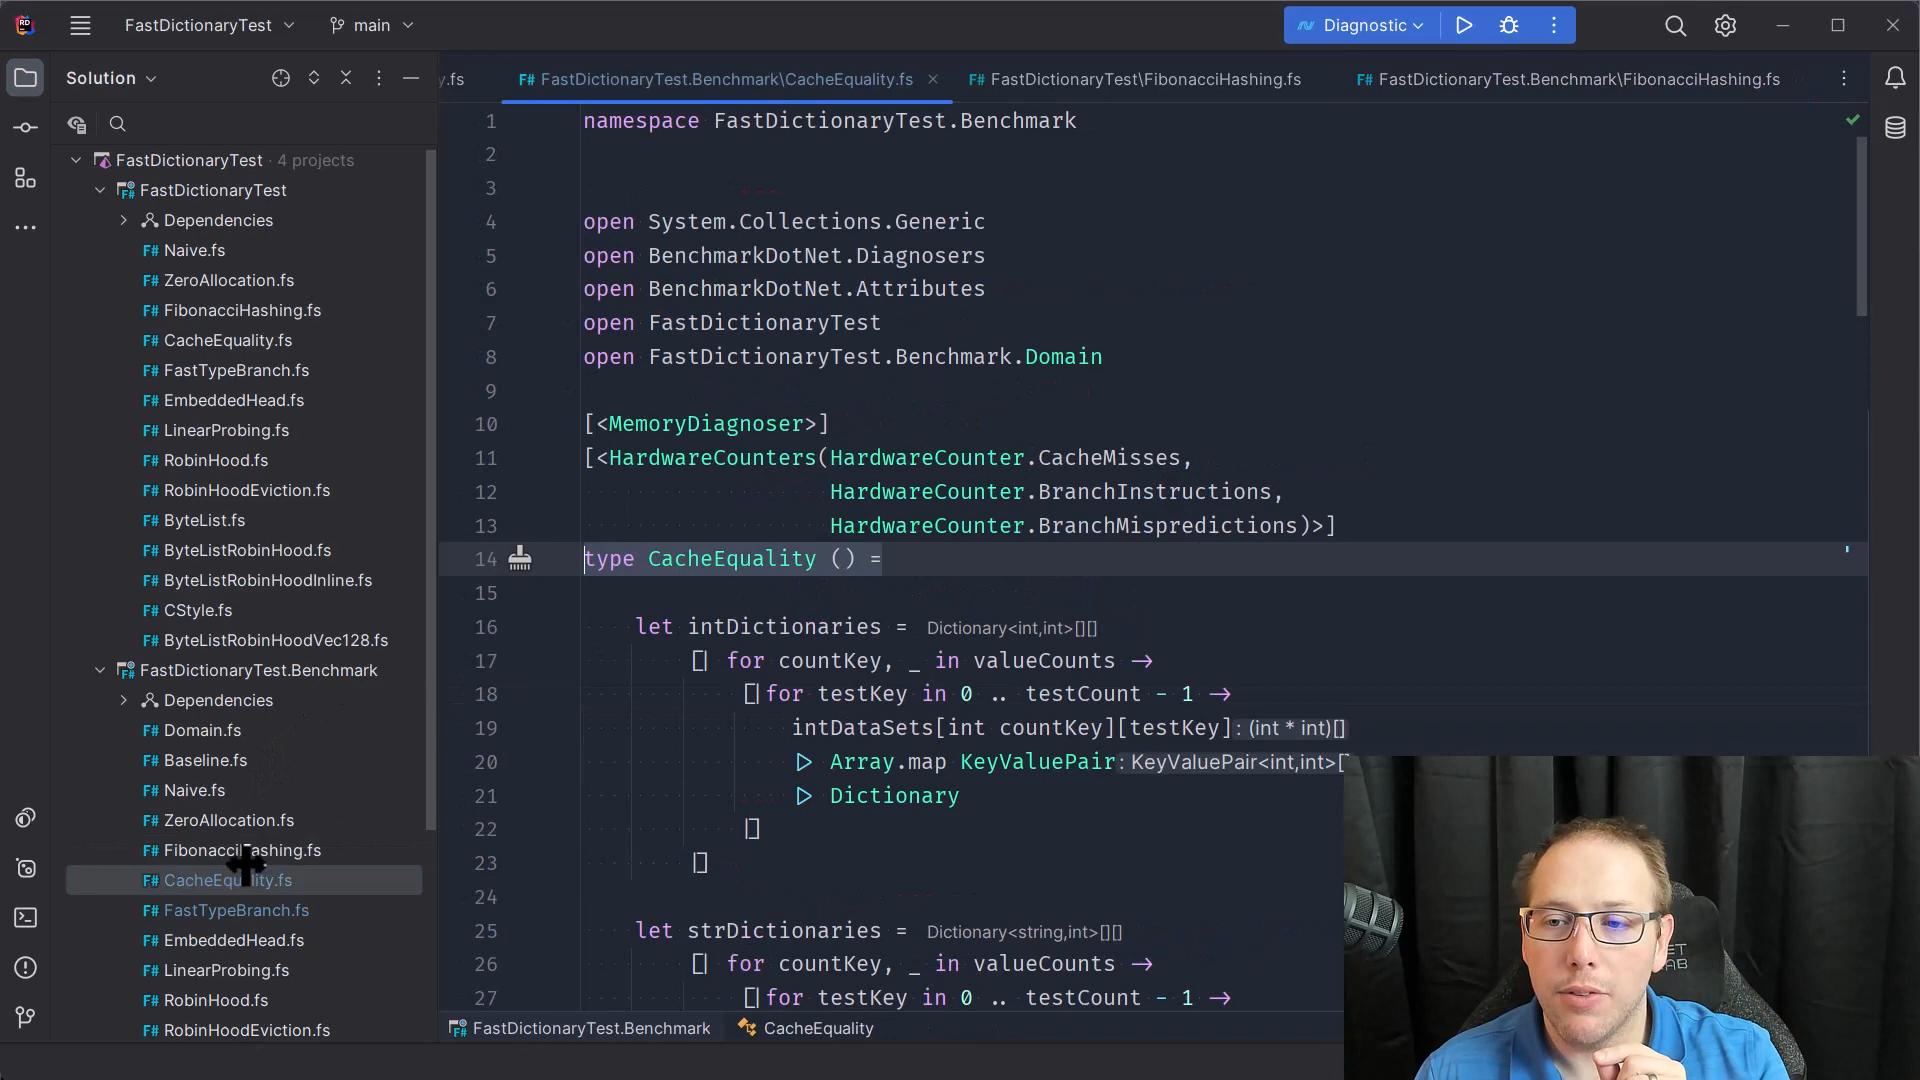 FastDictionaryTest
main
Diagnostic
Solution
y.fs
F# FastDictionaryTest.Benchmark\CacheEquality.fs
F# FastDictionaryTest\FibonacciHashing.fs
F# FastDictionaryTest.Benchmark\FibonacciHashing.fs
FastDictionaryTest · 4 projects
F# FastDictionaryTest
Dependencies
F# Naive.fs
F# ZeroAllocation.fs
F# FibonacciHashing.fs
F# CacheEquality.fs
F# FastTypeBranch.fs
F# EmbeddedHead.fs
F# LinearProbing.fs
F# RobinHood.fs
F# RobinHoodEviction.fs
F# ByteList.fs
F# ByteListRobinHood.fs
F# ByteListRobinHoodInline.fs
F# CStyle.fs
F# ByteListRobinHoodVec128.fs
F# FastDictionaryTest.Benchmark
Dependencies
F# Domain.fs
F# Baseline.fs
F# Naive.fs
F# ZeroAllocation.fs
F# FibonacciHashing.fs
F# CacheEquality.fs
F# FastTypeBranch.fs
F# EmbeddedHead.fs
F# LinearProbing.fs
F# RobinHood.fs
F# RobinHoodEviction.fs
1 namespace FastDictionaryTest.Benchmark
2
3
4 open System.Collections.Generic
5 open BenchmarkDotNet.Diagnosers
6 open BenchmarkDotNet.Attributes
7 open FastDictionaryTest
8 open FastDictionaryTest.Benchmark.Domain
9
10 [<MemoryDiagnoser>]
11 [<HardwareCounters(HardwareCounter.CacheMisses,
12 HardwareCounter.BranchInstructions,
13 HardwareCounter.BranchMispredictions)>]
14 type CacheEquality () =
15
16 let intDictionaries = Dictionary<int,int>[][]
17 [| for countKey, _ in valueCounts ->
18 [|for testKey in 0 .. testCount - 1 ->
19 intDataSets[int countKey][testKey] : (int * int)[]
20 |> Array.map KeyValuePair : KeyValuePair<int,int>[
21 |> Dictionary
22 |]
23 |]
24
25 let strDictionaries = Dictionary<string,int>[][]
26 [| for countKey, _ in valueCounts ->
27 [|for testKey in 0 .. testCount - 1 ->
F# FastDictionaryTest.Benchmark
CacheEquality